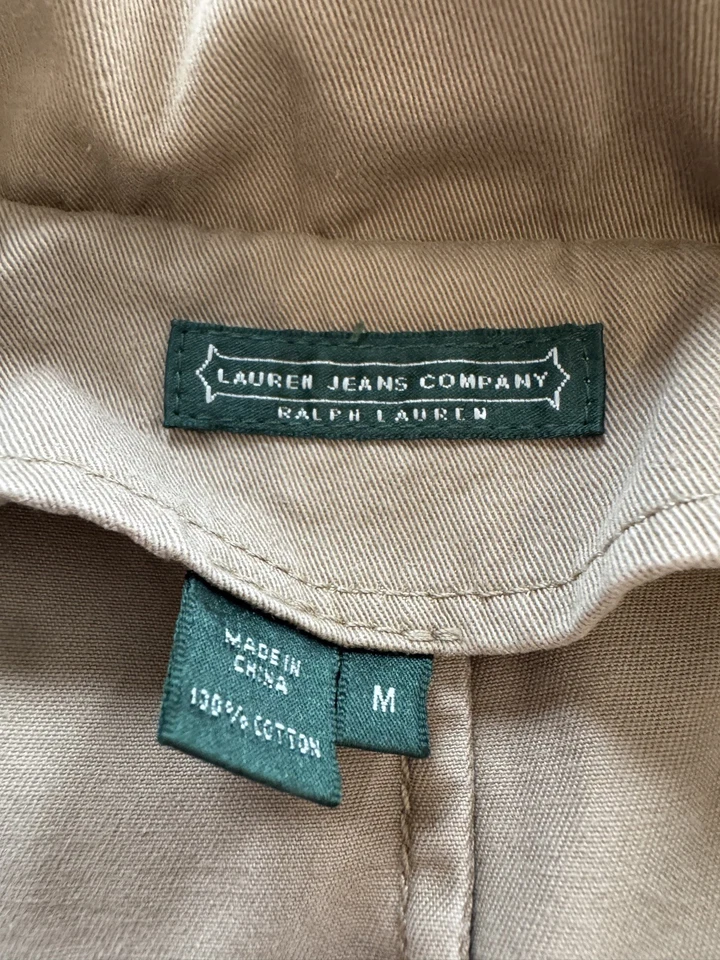 LAUREN JEANS COMPANY
RALPH LAUREN
MADE IN
CHINA
100% COTTON
M